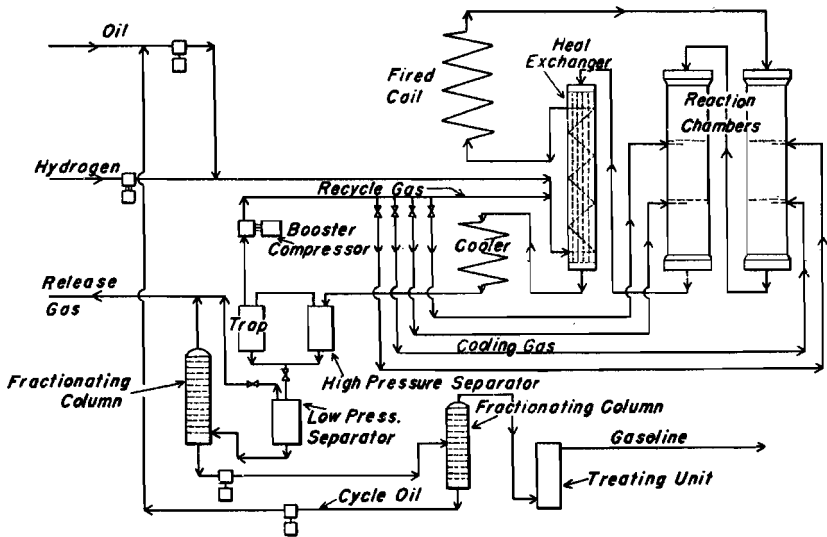 Oil
Heat
Exchanger
Fired
Coil
Reaction
Chambers
Hydrogen
Recycle Gas
Booster
Compressor
Cooler
Release
Gas
Trap
Cooling Gas
High Pressure Separator
Fractionating
Column
Low Press.
Separator
Fractionating Column
Gasoline
Treating Unit
Cycle Oil